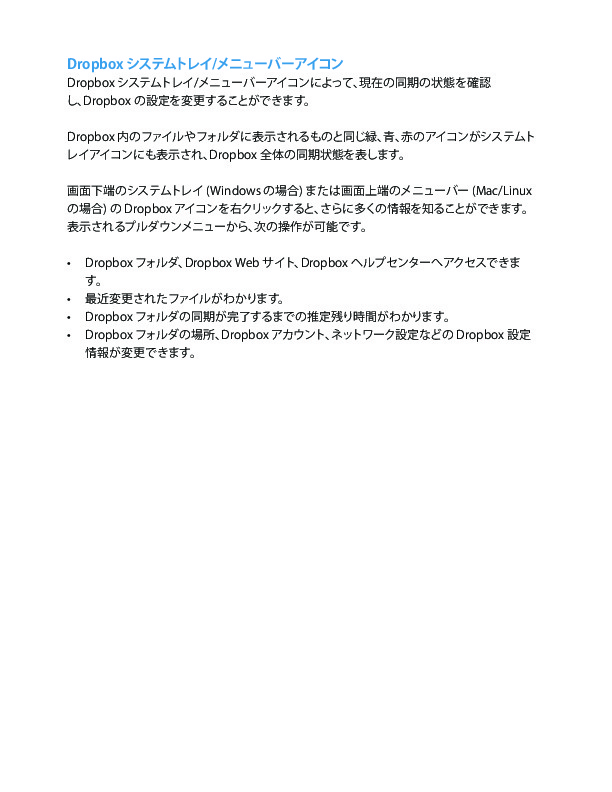 Dropbox システムトレイ/メニューバーアイコン
Dropbox システムトレイ/メニューバーアイコンによって、現在の同期の状態を確認
し、Dropbox の設定を変更することができます。
Dropbox 内のファイルやフォルダに表示されるものと同じ緑、青、赤のアイコンがシステムト
レイアイコンにも表示され、Dropbox 全体の同期状態を表します。
画面下端のシステムトレイ (Windows の場合) または画面上端のメニューバー (Mac/Linux
の場合) の Dropbox アイコンを右クリックすると、さらに多くの情報を知ることができます。
表示されるプルダウンメニューから、次の操作が可能です。
• Dropbox フォルダ、Dropbox Web サイト、Dropbox ヘルプセンターへアクセスできま
す。
• 最近変更されたファイルがわかります。
• Dropbox フォルダの同期が完了するまでの推定残り時間がわかります。
• Dropbox フォルダの場所、Dropbox アカウント、ネットワーク設定などの Dropbox 設定
情報が変更できます。